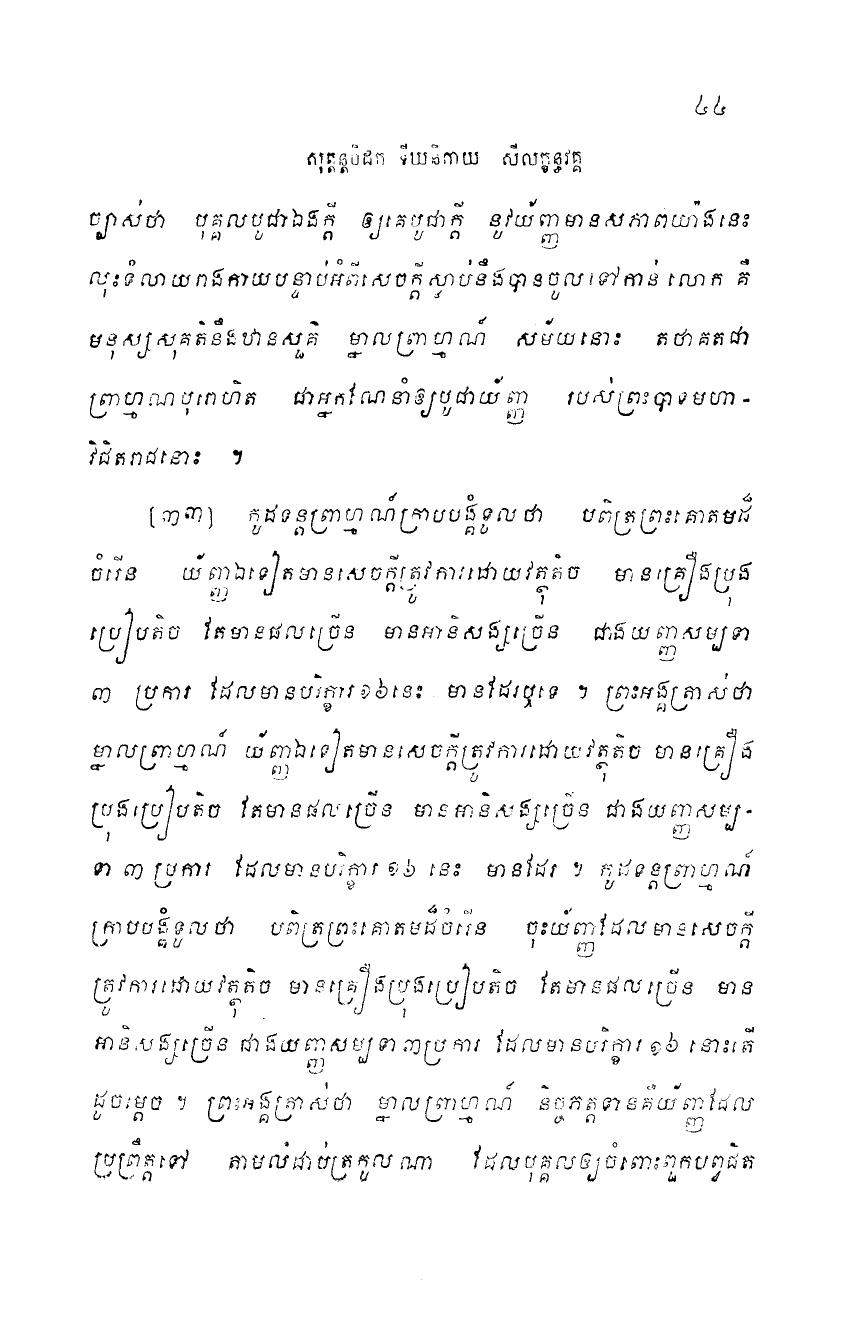 ៤៤
សុត្តន្តបិដក ទីឃនិកាយ សីលក្ខន្ធវគ្គ
ច្បាស់ថា បុគ្គលបូជាឯងក្តី ឲ្យគេបូជាក្តី នូវយ័ញ្ញមានសភាពយ៉ាងនេះ
លុះទំលាយរាងកាយបន្ទាប់អំពីសេចក្តីស្លាប់នឹងបានចូលទៅកាន់ លោក គឺ
មនុស្សសុគតិនឹងឋានសួគ៌ ម្នាលព្រាហ្មណ៍ សម័យនោះ តថាគតជា
ព្រាហ្មណបុរោហិត ជាអ្នកណែនាំឲ្យបូជាយ័ញ្ញ របស់ព្រះបាទមហា-
វិជិតរាជនោះ ។
[៣៣] កូដទន្តព្រាហ្មណ៍ក្រាបបង្គំទូលថា បពិត្រព្រះគោតមដ៏
ចំរើន យ័ញ្ញឯទៀតមានសេចក្តីត្រូវការដោយវត្ថុតិច មានគ្រឿងប្រុង
ប្រៀបតិច តែមានផលច្រើន មានអានិសង្សច្រើន ជាងយញ្ញសម្បទា
៣ ប្រការ ដែលមានបរិក្ខារ១៦នេះ មានដែរឬទេ ។ ព្រះអង្គត្រាស់ថា
ម្នាលព្រាហ្មណ៍ យ័ញ្ញឯទៀតមានសេចក្តីត្រូវការដោយវត្ថុតិច មានគ្រឿង
ប្រុងប្រៀបតិច តែមានផលច្រើន មានអានិសង្សច្រើន ជាងយញ្ញសម្ប-
ទា ៣ ប្រការ ដែលមានបរិក្ខារ ១៦ នេះ មានដែរ ។ កូដទន្តព្រាហ្មណ៍
ក្រាបបង្គំទូលថា បពិត្រព្រះគោតមដ៏ចំរើន ចុះយ័ញ្ញដែលមានសេចក្តី
ត្រូវការដោយវត្ថុតិច មានគ្រឿងប្រុងប្រៀបតិច តែមានផលច្រើន មាន
អានិសង្សច្រើន ជាងយញ្ញសម្បទា ៣ប្រការ ដែលមានបរិក្ខារ ១៦ នោះតើ
ដូចម្តេច ។ ព្រះអង្គត្រាស់ថា ម្នាលព្រាហ្មណ៍ និច្ចភត្តទានគឺយ័ញ្ញដែល
ប្រព្រឹត្តទៅ តាមលំដាប់ត្រកូលណា ដែលបុគ្គលឲ្យចំពោះពួកបព្វជិត